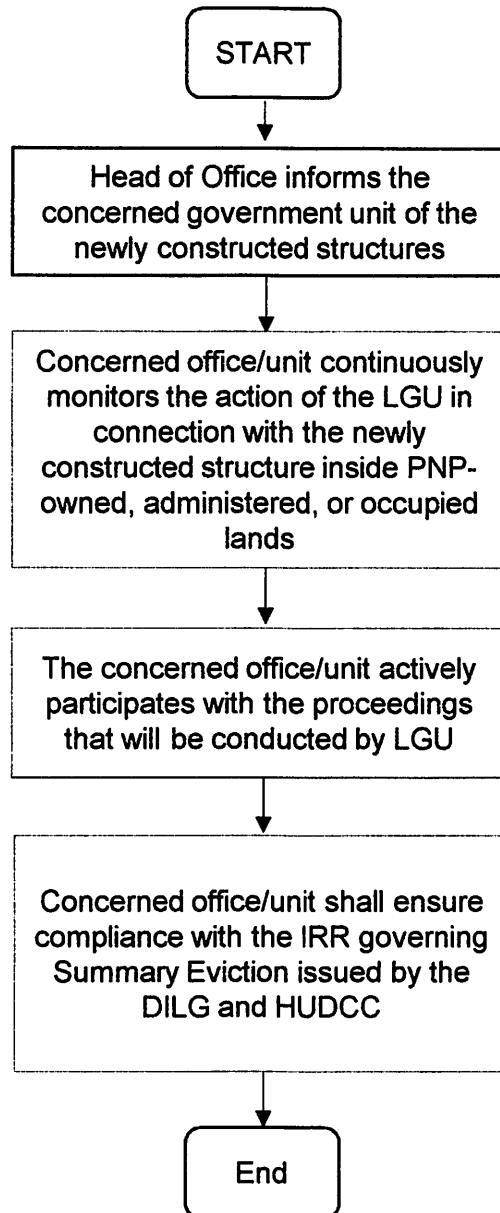 START
Head of Office informs the
concerned government unit of the
newly constructed structures
Concerned office/unit continuously
monitors the action of the LGU in
connection with the newly
constructed structure inside PNP-
owned, administered, or occupied
lands
The concerned office/unit actively
participates with the proceedings
that will be conducted by LGU
Concerned office/unit shall ensure
compliance with the IRR governing
Summary Eviction issued by the
DILG and HUDCC
End